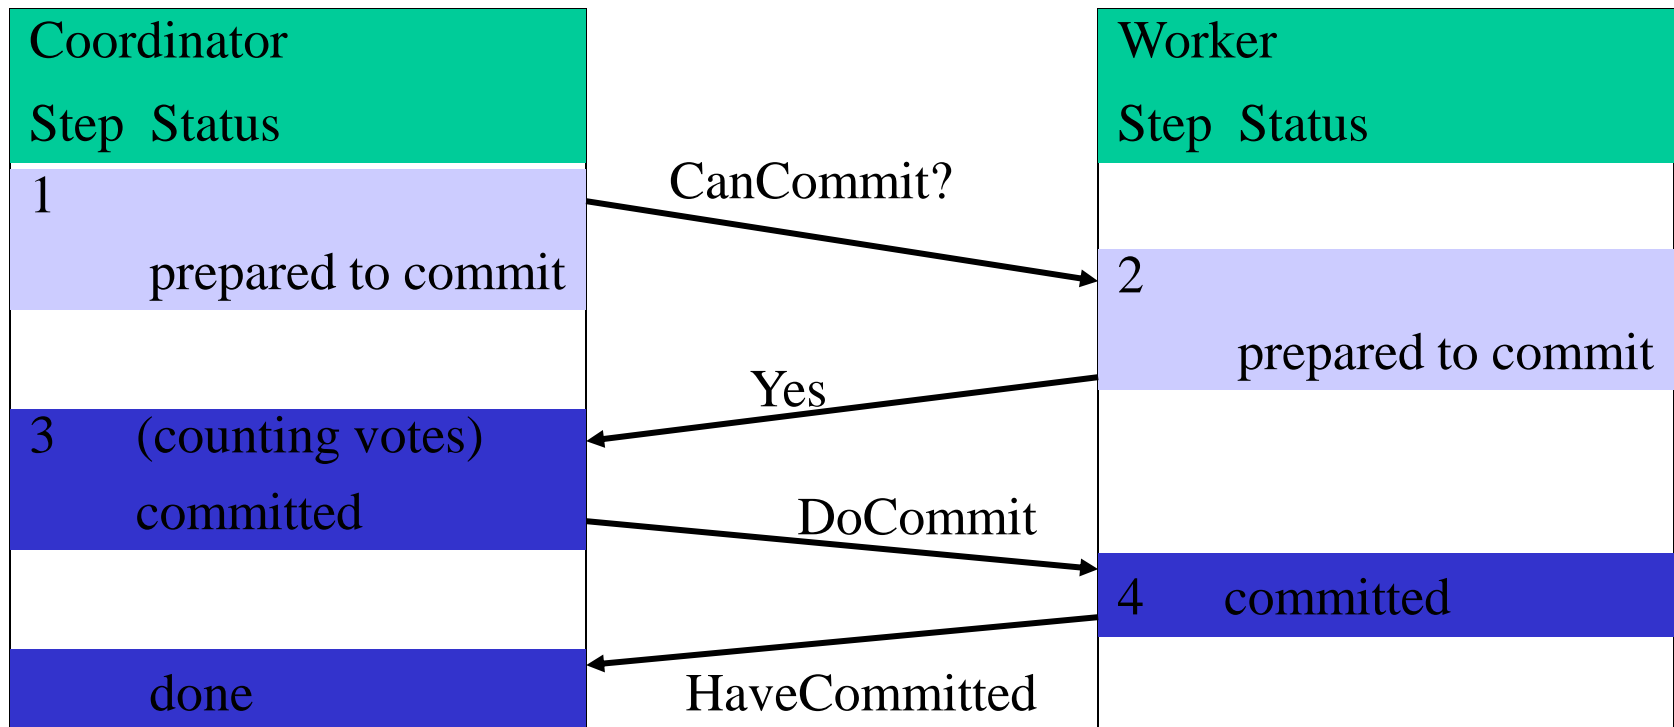 Coordinator
Step Status
1
prepared to commit
3 (counting votes)
committed
done
CanCommit?
Yes
DoCommit
HaveCommitted
Worker
Step Status
2
prepared to commit
4 committed